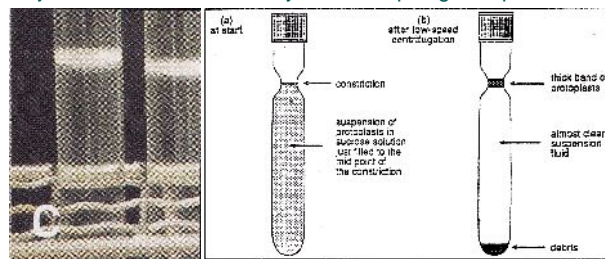 C
(a)
at start
constriction
suspension of
protoplasts in
sucrose solution
just filled to the
mid point of
the constriction
(b)
after low-speed
centrifugation
thick band of
protoplasts
almost clear
suspension
fluid
debris